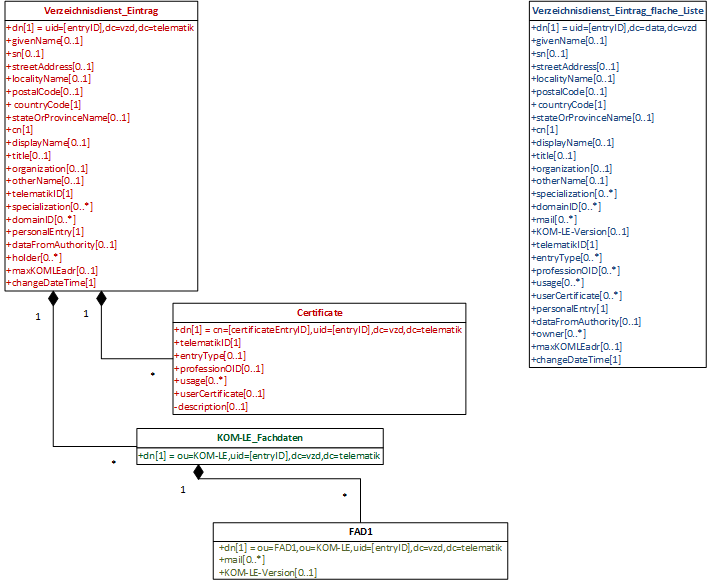 Verzeichnisdienst_Eintrag
+dn[1] = uid=[entryID],dc=vzd,dc=telematik
+givenName[0..1]
+sn[0..1]
+streetAddress[0..1]
+localityName[0..1]
+postalCode[0..1]
+ countryCode[1]
+stateOrProvinceName[0..1]
+cn[1]
+displayName[0..1]
+title[0..1]
+organization[0..1]
+otherName[0..1]
+telematikID[1]
+specialization[0..*]
+domainID[0..*]
+personalEntry[1]
+dataFromAuthority[0..1]
+holder[0..*]
+maxKOMLEadr[0..1]
+changeDateTime[1]
1
1
Certificate
+dn[1] = cn=[certificateEntryID],uid=[entryID],dc=vzd,dc=telematik
+telematikID[1]
+entryType[0..1]
+professionOID[0..*]
+usage[0..*]
+userCertificate[0..1]
-description[0..1]
*
KOM-LE_Fachdaten
+dn[1] = ou=KOM-LE,uid=[entryID],dc=vzd,dc=telematik
*
1
*
FAD1
+dn[1] = ou=FAD1,ou=KOM-LE,uid=[entryID],dc=vzd,dc=telematik
+mail[0..*]
+KOM-LE-Version[0..1]
Verzeichnisdienst_Eintrag_flache_Liste
+dn[1] = uid=[entryID],dc=data,dc=vzd
+givenName[0..1]
+sn[0..1]
+streetAddress[0..1]
+localityName[0..1]
+postalCode[0..1]
+ countryCode[1]
+stateOrProvinceName[0..1]
+cn[1]
+displayName[0..1]
+title[0..1]
+organization[0..1]
+otherName[0..1]
+specialization[0..*]
+domainID[0..*]
+mail[0..*]
+KOM-LE-Version[0..1]
+telematikID[1]
+entryType[0..*]
+professionOID[0..*]
+usage[0..*]
+userCertificate[0..*]
+personalEntry[1]
+dataFromAuthority[0..1]
+owner[0..*]
+maxKOMLEadr[0..1]
+changeDateTime[1]